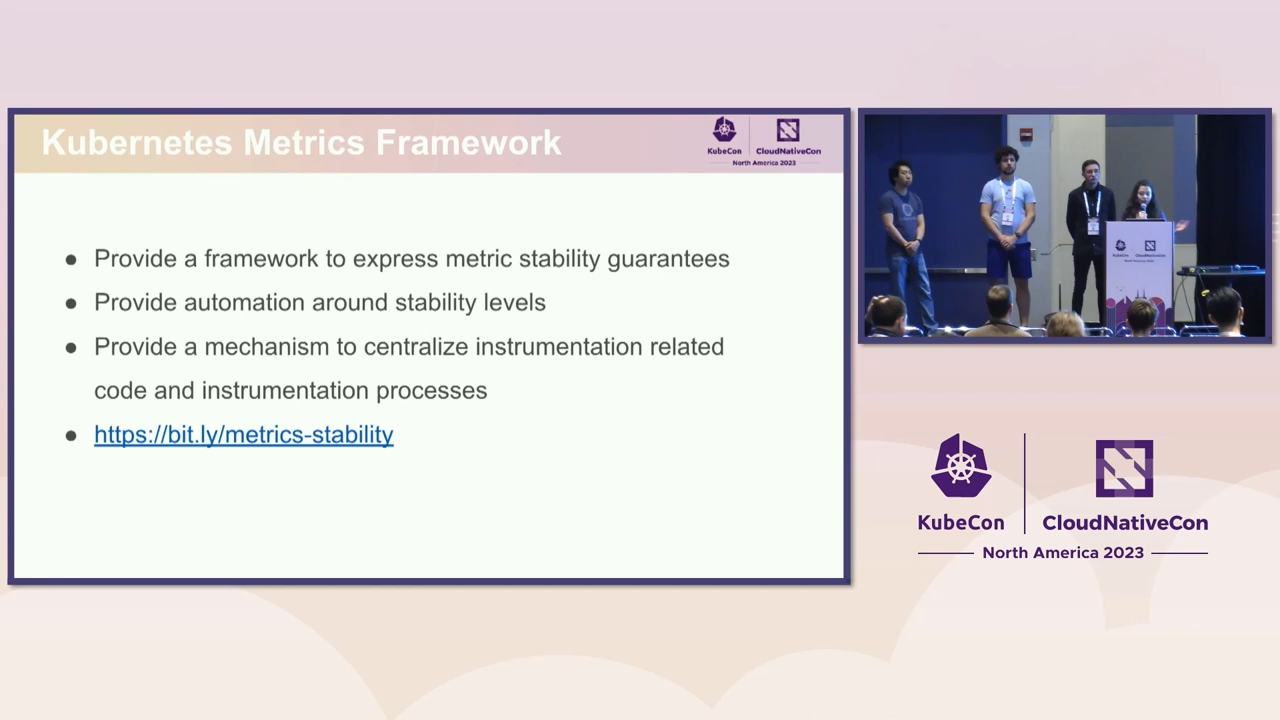 Kubernetes Metrics Framework
KubeCon
CloudNativeCon
North America 2023
● Provide a framework to express metric stability guarantees
● Provide automation around stability levels
● Provide a mechanism to centralize instrumentation related
code and instrumentation processes
● https://bit.ly/metrics-stability
KubeCon
CloudNativeCon
North America 2023